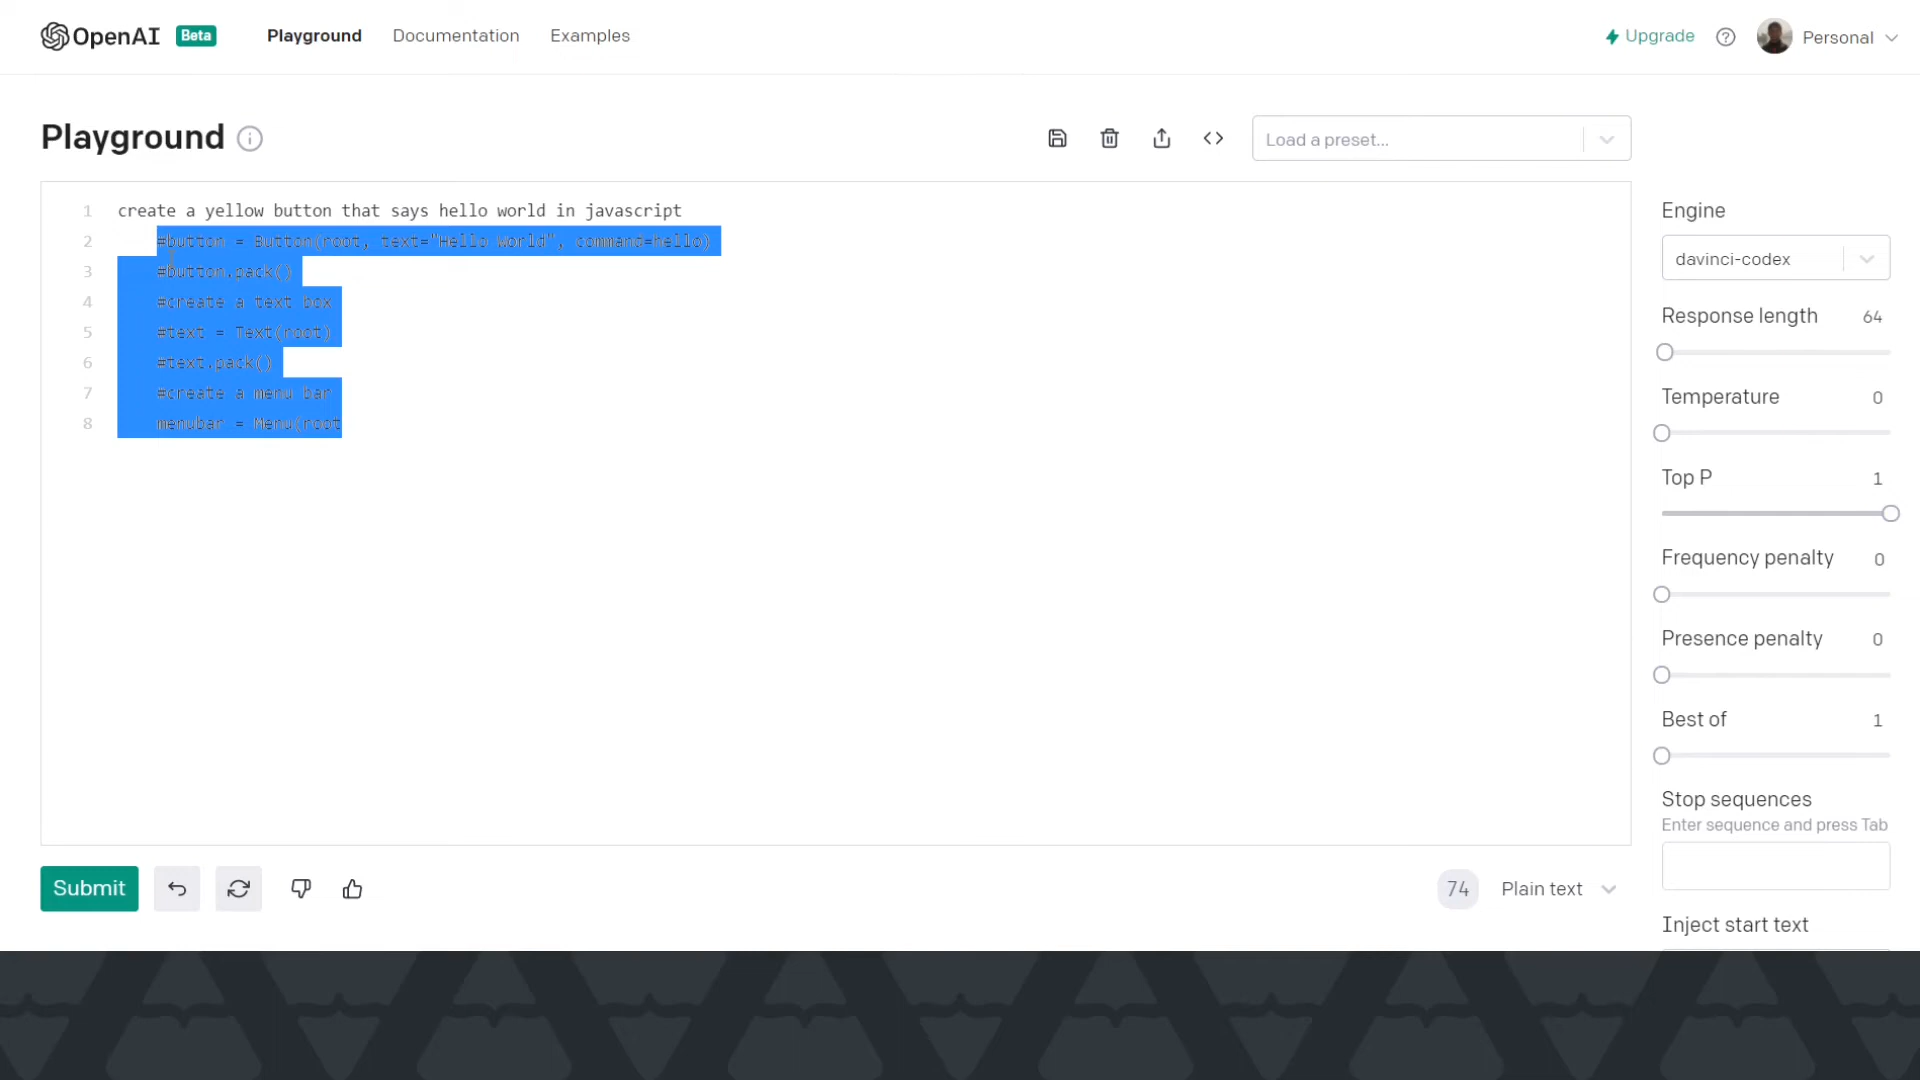 OpenAI Beta Playground Documentation Examples Upgrade Personal
Playground
Load a preset...
1 create a yellow button that says hello world in javascript
2 #button = Button(root, text="Hello World", command=hello)
3 #button.pack()
4 #create a text box
5 #text = Text(root)
6 #text.pack()
7 #create a menu bar
8 menubar = Menu(root
Engine
davinci-codex
Response length 64
Temperature 0
Top P 1
Frequency penalty 0
Presence penalty 0
Best of 1
Stop sequences
Enter sequence and press Tab
Inject start text
Submit
74 Plain text